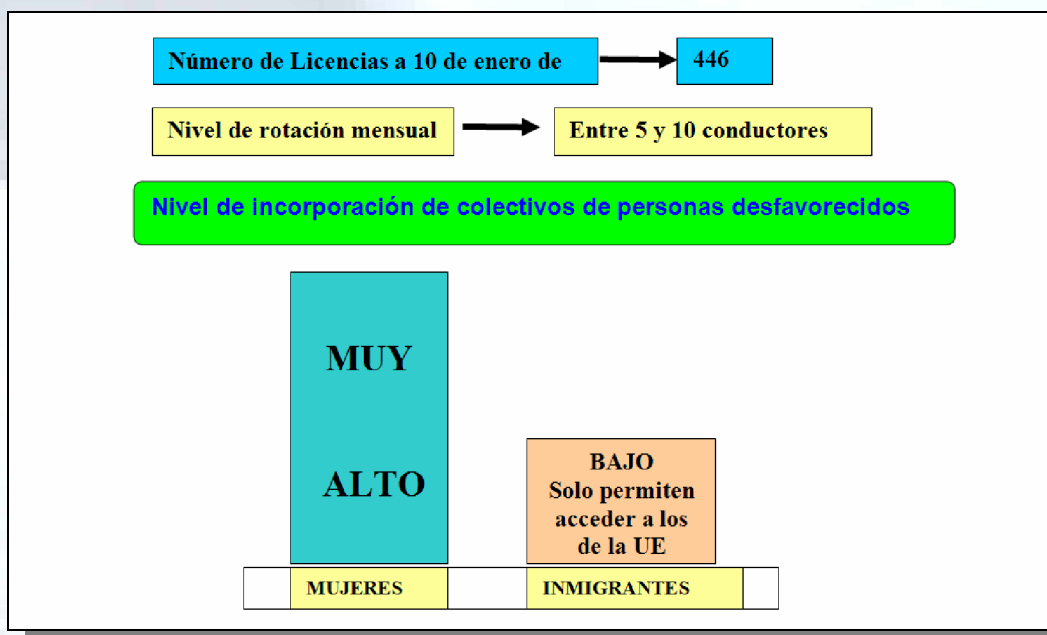 Número de Licencias a 10 de enero de
446
Nivel de rotación mensual
Entre 5 y 10 conductores
Nivel de incorporación de colectivos de personas desfavorecidos
MUY
ALTO
BAJO
Solo permiten
acceder a los
de la UE
MUJERES
INMIGRANTES